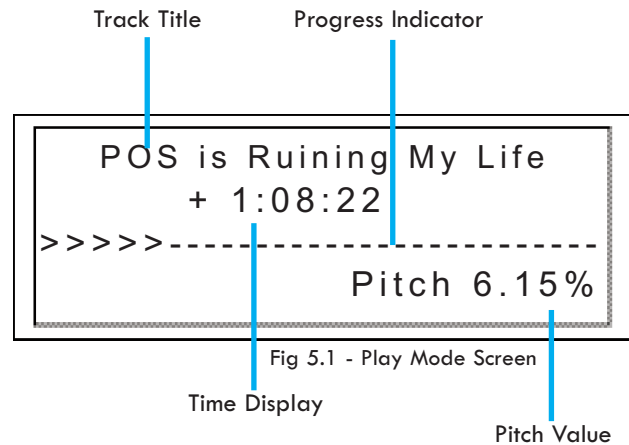 Track Title Progress Indicator
POS is Ruining My Life
+ 1:08:22
>>>>>--------------------------
Pitch 6.15%
Fig 5.1 - Play Mode Screen
Time Display
Pitch Value